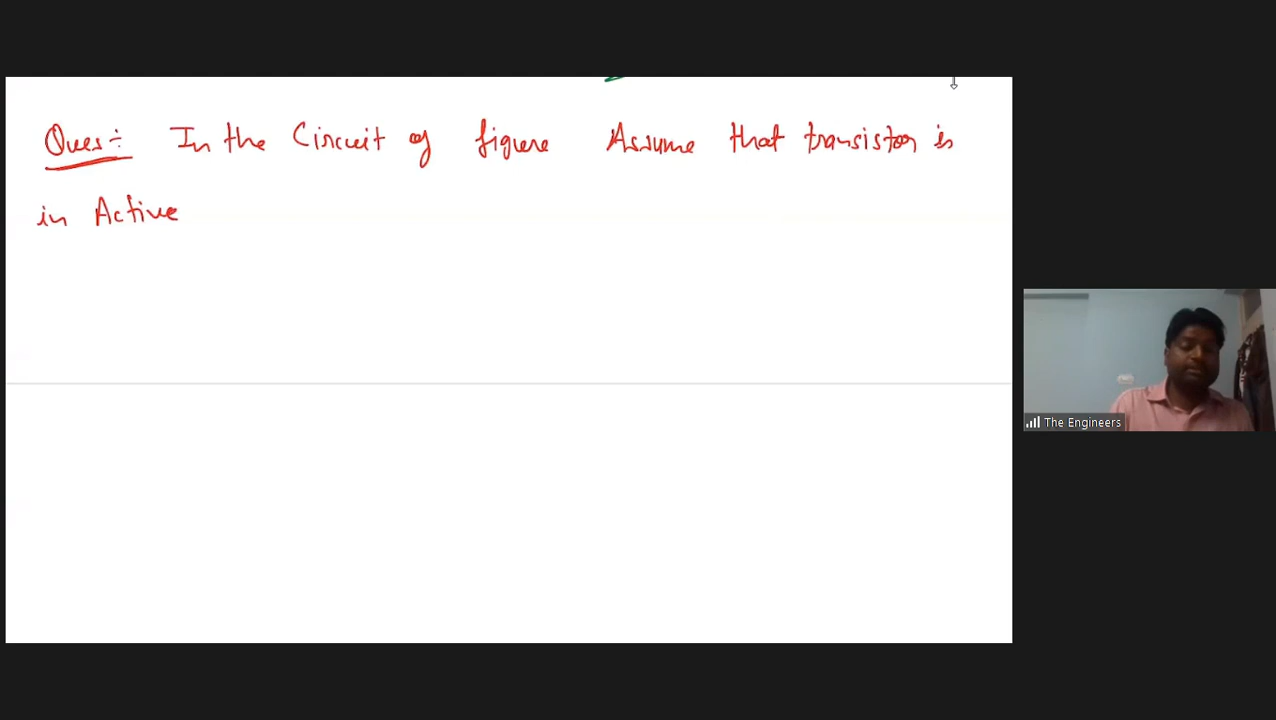 Ques:- In the Circuit of figure Assume that transistor is
in Active
The Engineers